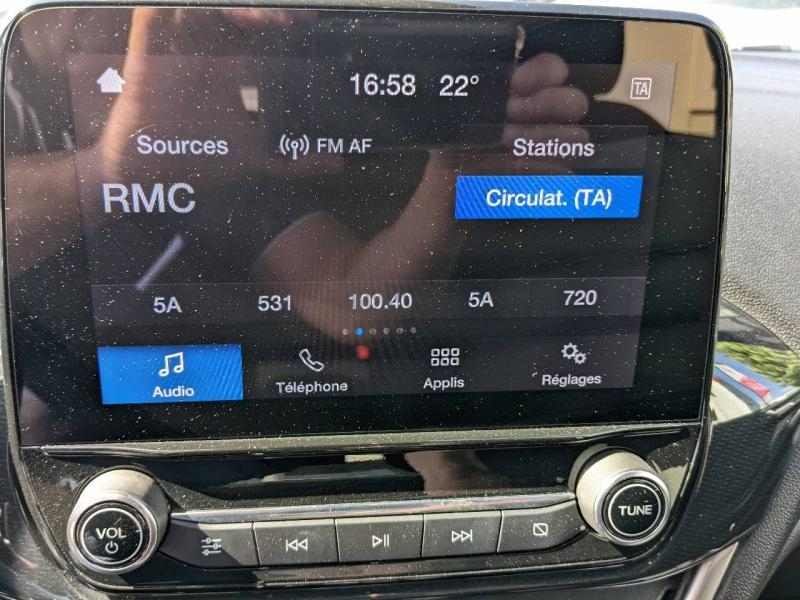 16:58 22° TA
Sources FM AF Stations
RMC Circulat. (TA)
5A 531 100.40 5A 720
Audio Téléphone Applis Réglages
VOL TUNE